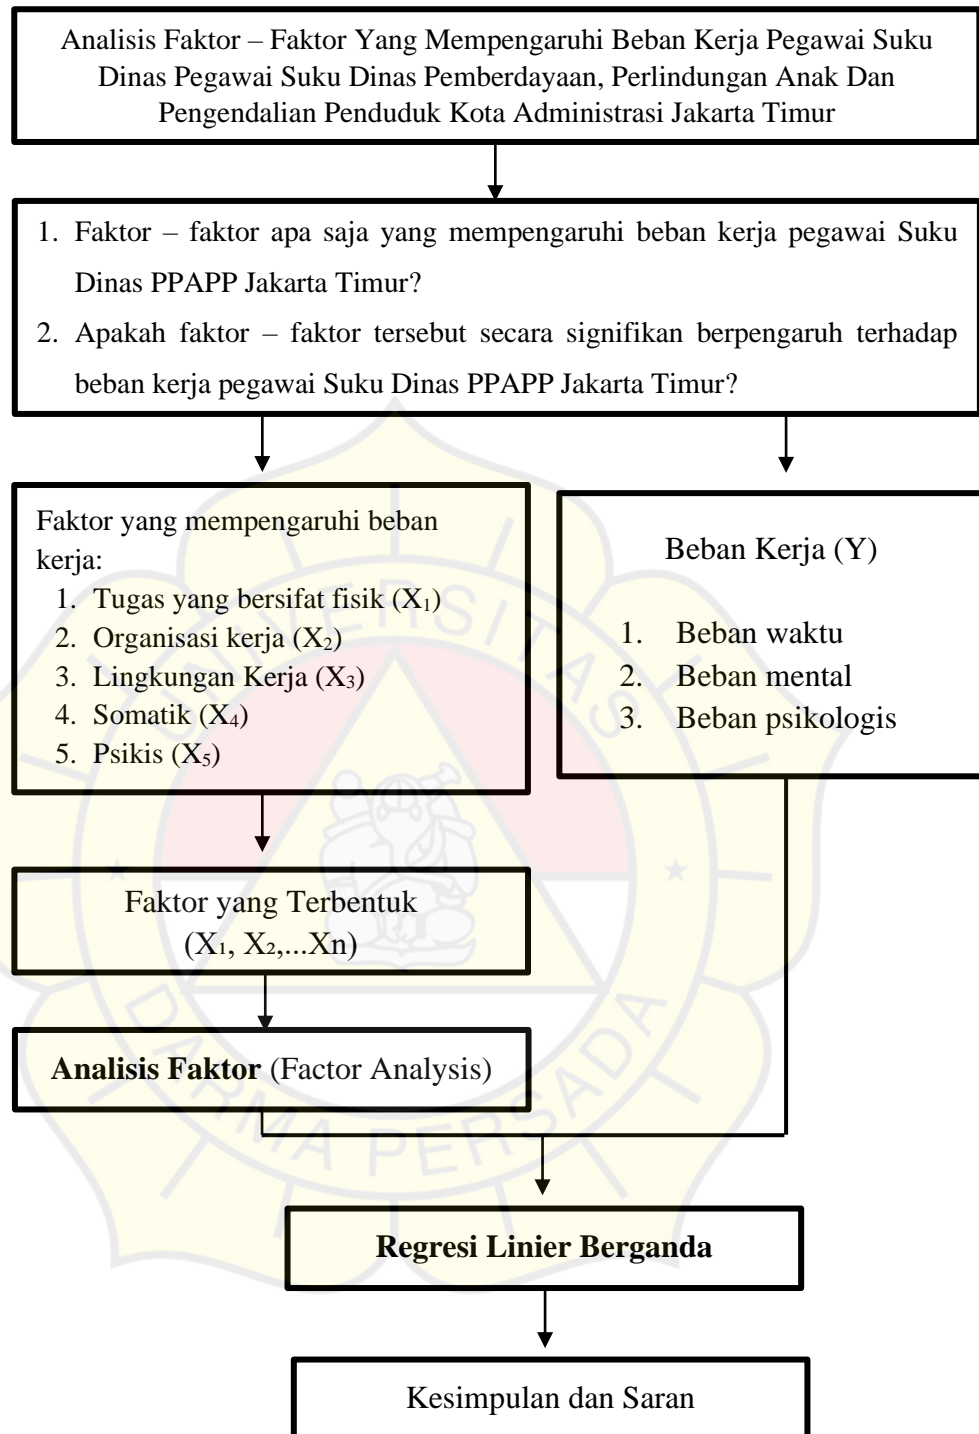 Analisis Faktor – Faktor Yang Mempengaruhi Beban Kerja Pegawai Suku
Dinas Pegawai Suku Dinas Pemberdayaan, Perlindungan Anak Dan
Pengendalian Penduduk Kota Administrasi Jakarta Timur
1. Faktor – faktor apa saja yang mempengaruhi beban kerja pegawai Suku
Dinas PPAPP Jakarta Timur?
2. Apakah faktor – faktor tersebut secara signifikan berpengaruh terhadap
beban kerja pegawai Suku Dinas PPAPP Jakarta Timur?
Faktor yang mempengaruhi beban
kerja:
1. Tugas yang bersifat fisik (X₁)
2. Organisasi kerja (X₂)
3. Lingkungan Kerja (X₃)
4. Somatik (X₄)
5. Psikis (X₅)
Beban Kerja (Y)
1. Beban waktu
2. Beban mental
3. Beban psikologis
Faktor yang Terbentuk
(X₁, X₂,...Xn)
Analisis Faktor (Factor Analysis)
Regresi Linier Berganda
Kesimpulan dan Saran
UNIVERSITAS
DARMA PERSADA